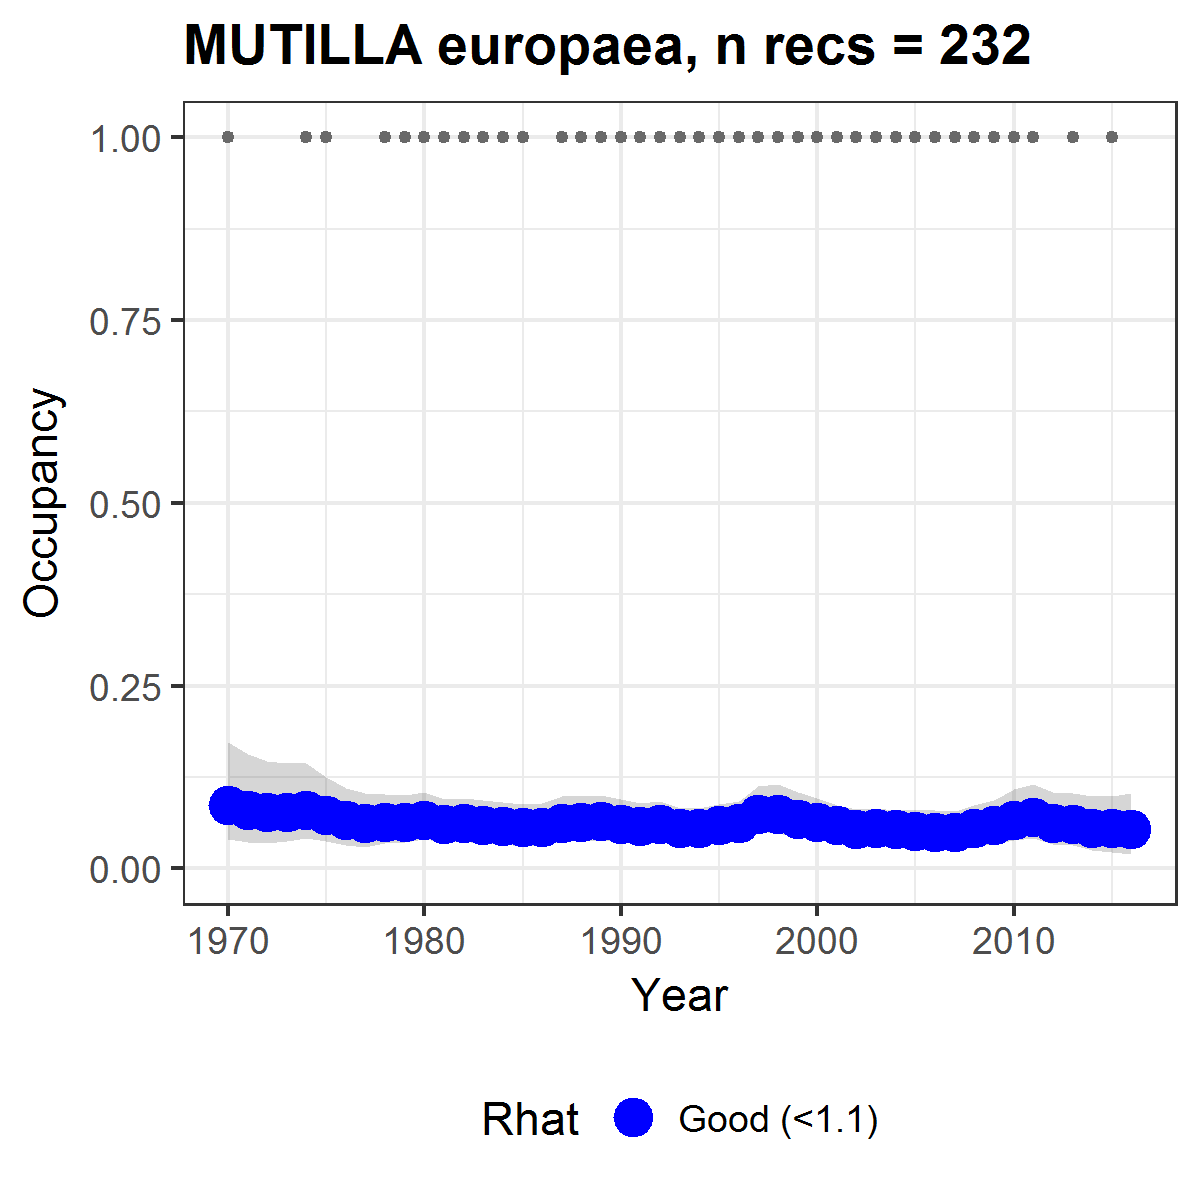 MUTILLA europaea, n recs = 232
1.00
0.75
0.50
0.25
0.00
Occupancy
1970 1980 1990 2000 2010
Year
Rhat Good (<1.1)